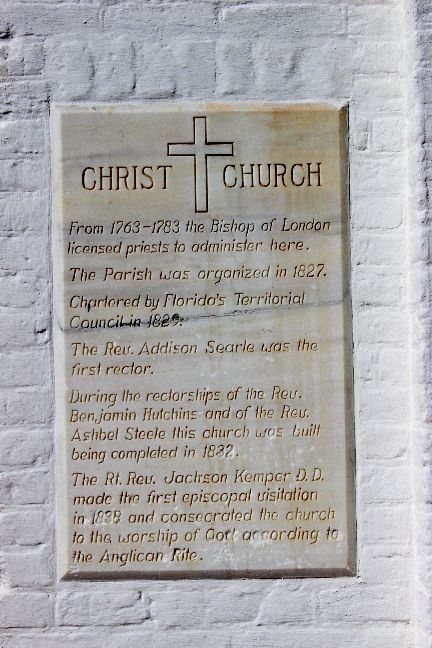 CHRIST CHURCH
From 1763-1783 the Bishop of London
licensed priests to administer here.
The Parish was organized in 1827.
Chartered by Florida's Territorial
Council in 1829.
The Rev. Addison Searle was the
first rector.
During the rectorships of the Rev.
Benjamin Hutchins and of the Rev.
Ashbel Steele this church was built
being completed in 1832.
The Rt. Rev. Jackson Kemper D.D.
made the first episcopal visitation
in 1838 and consecrated the church
to the worship of God according to
the Anglican Rite.